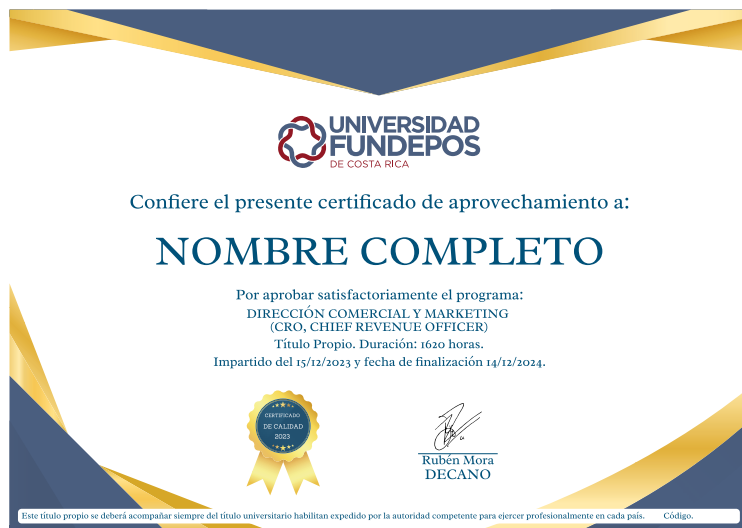 UNIVERSIDAD
FUNDEPOS
DE COSTA RICA
Confiere el presente certificado de aprovechamiento a:
NOMBRE COMPLETO
Por aprobar satisfactoriamente el programa:
DIRECCIÓN COMERCIAL Y MARKETING
(CRO, CHIEF REVENUE OFFICER)
Título Propio. Duración: 1620 horas.
Impartido del 15/12/2023 y fecha de finalización 14/12/2024.
CERTIFICADO
DE CALIDAD
2023
Rubén Mora
DECANO
Este título propio se deberá acompañar siempre del título universitario habilitan expedido por la autoridad competente para ejercer profesionalmente en cada país. Código.